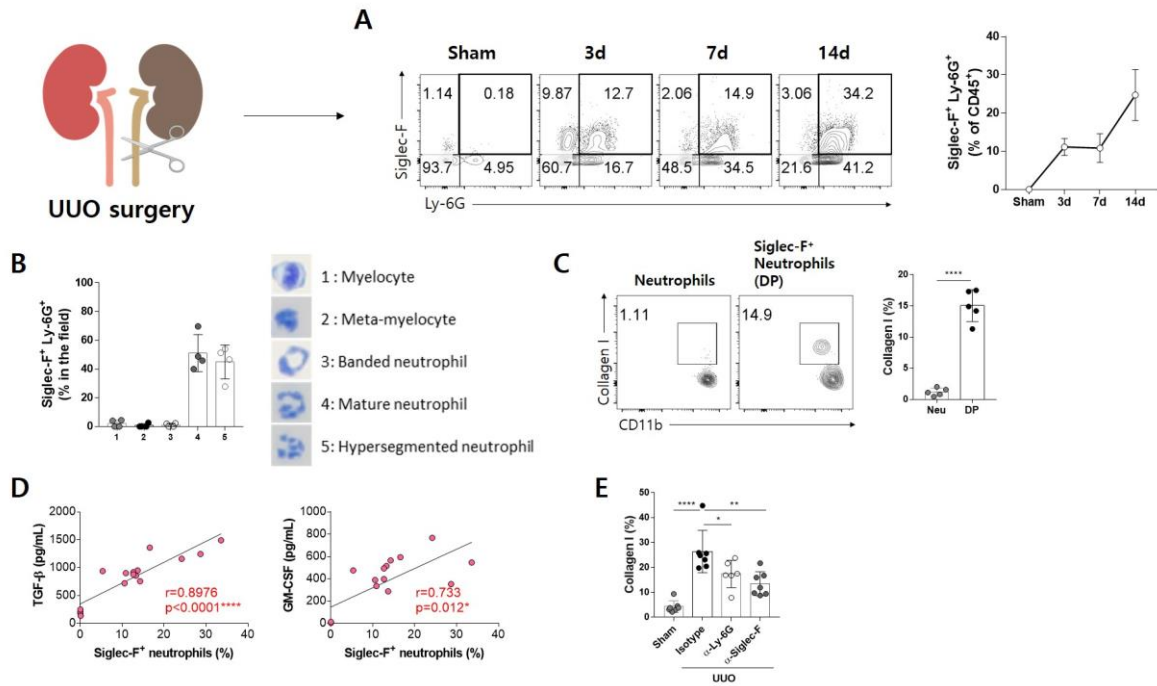 UUO surgery
A
Sham 3d 7d 14d
1.14 0.18 9.87 12.7 2.06 14.9 3.06 34.2
93.7 4.95 60.7 16.7 48.5 34.5 21.6 41.2
Siglec-F
Ly-6G
Siglec-F⁺ Ly-6G⁺
(% of CD45⁺)
40
30
20
10
0
Sham 3d 7d 14d
B
Siglec-F⁺ Ly-6G⁺
(% in the field)
100
80
60
40
20
0
1 2 3 4 5
1 : Myelocyte
2 : Meta-myelocyte
3 : Banded neutrophil
4 : Mature neutrophil
5: Hypersegmented neutrophil
C
Neutrophils
Siglec-F⁺
Neutrophils
(DP)
1.11 14.9
Collagen I
CD11b
Collagen I (%)
20
15
10
5
0
****
Neu DP
D
TGF-β (pg/mL)
2000
1500
1000
500
0
r=0.8976
p<0.0001****
0 10 20 30 40
Siglec-F⁺ neutrophils (%)
GM-CSF (pg/mL)
1000
800
600
400
200
0
r=0.733
p=0.012*
0 10 20 30 40
Siglec-F⁺ neutrophils (%)
E
Collagen I (%)
50
40
30
20
10
0
**** **
*
Sham Isotype α-Ly-6G α-Siglec-F
UUO